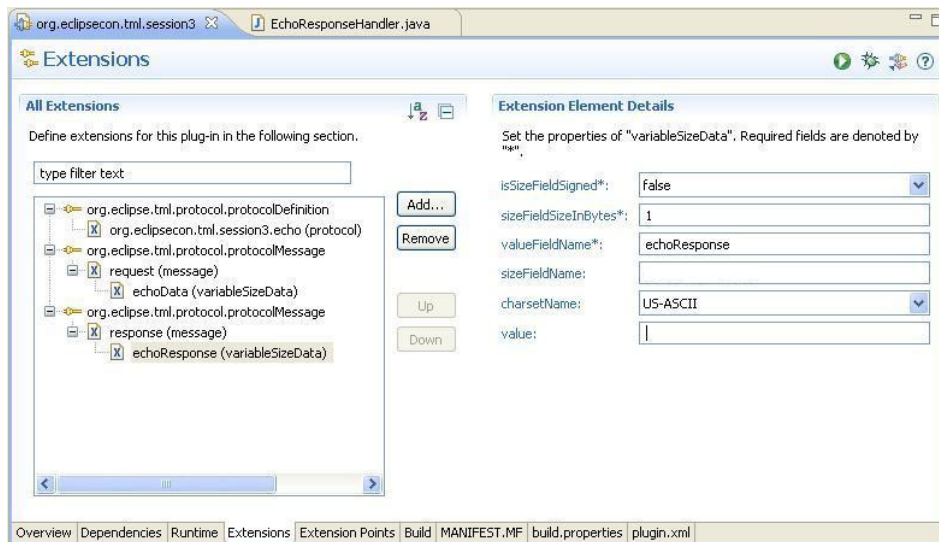 org.eclipsecon.tml.session3
EchoResponseHandler.java
Extensions
All Extensions
Define extensions for this plug-in in the following section.
type filter text
org.eclipse.tml.protocol.protocolDefinition
org.eclipsecon.tml.session3.echo (protocol)
org.eclipse.tml.protocol.protocolMessage
request (message)
echoData (variableSizeData)
org.eclipse.tml.protocol.protocolMessage
response (message)
echoResponse (variableSizeData)
Add...
Remove
Up
Down
Extension Element Details
Set the properties of "variableSizeData". Required fields are denoted by
"*".
isSizeFieldSigned*: false
sizeFieldSizeInBytes*: 1
valueFieldName*: echoResponse
sizeFieldName:
charsetName: US-ASCII
value:
Overview Dependencies Runtime Extensions Extension Points Build MANIFEST.MF build.properties plugin.xml